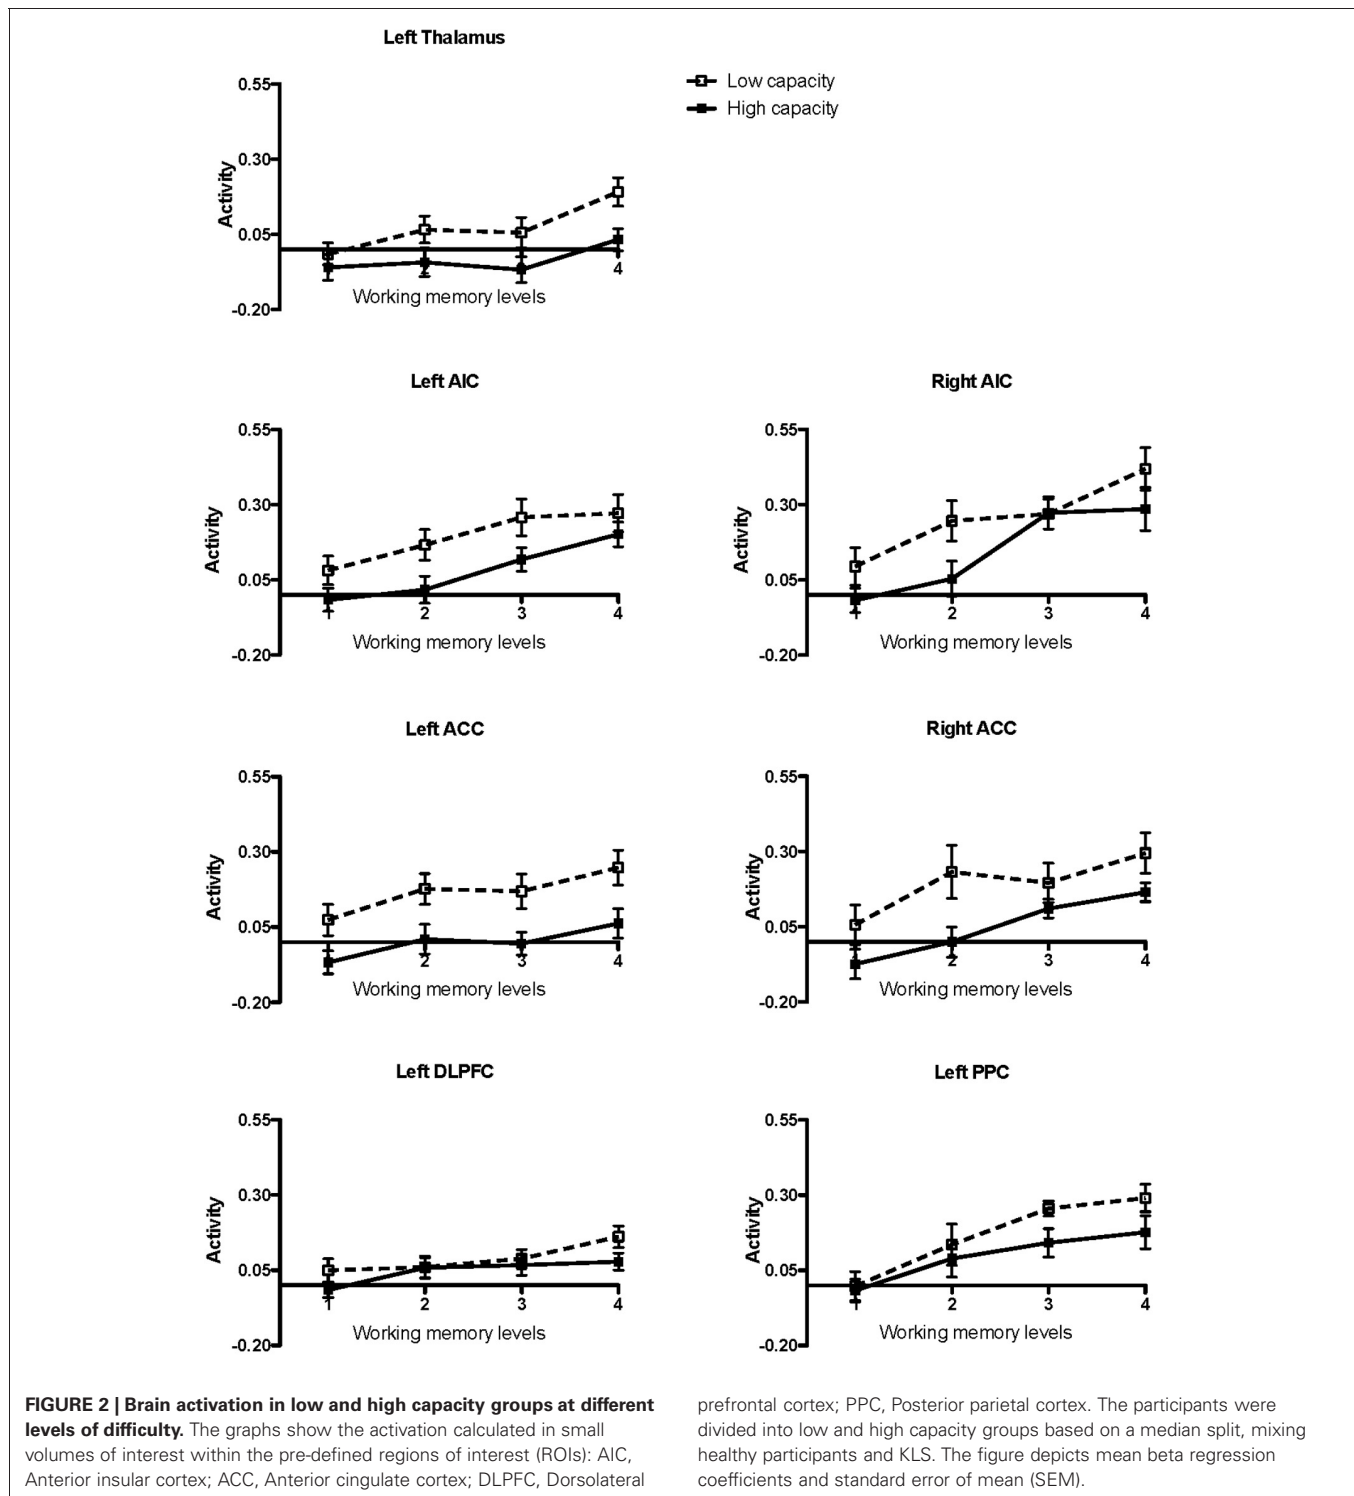 Left Thalamus
Low capacity
High capacity
0.55
0.30
0.05
-0.20
Activity
4
Working memory levels
Left AIC
0.55
0.30
0.05
-0.20
Activity
1 2 3 4
Working memory levels
Right AIC
0.55
0.30
0.05
-0.20
Activity
1 2 3 4
Working memory levels
Left ACC
0.55
0.30
0.05
-0.20
Activity
2 3 4
Working memory levels
Right ACC
0.55
0.30
0.05
-0.20
Activity
2 3 4
Working memory levels
Left DLPFC
0.55
0.30
0.05
-0.20
Activity
1 2 3 4
Working memory levels
Left PPC
0.55
0.30
0.05
-0.20
Activity
1 2 3 4
Working memory levels
FIGURE 2 | Brain activation in low and high capacity groups at different
levels of difficulty. The graphs show the activation calculated in small
volumes of interest within the pre-defined regions of interest (ROIs): AIC,
Anterior insular cortex; ACC, Anterior cingulate cortex; DLPFC, Dorsolateral
prefrontal cortex; PPC, Posterior parietal cortex. The participants were
divided into low and high capacity groups based on a median split, mixing
healthy participants and KLS. The figure depicts mean beta regression
coefficients and standard error of mean (SEM).